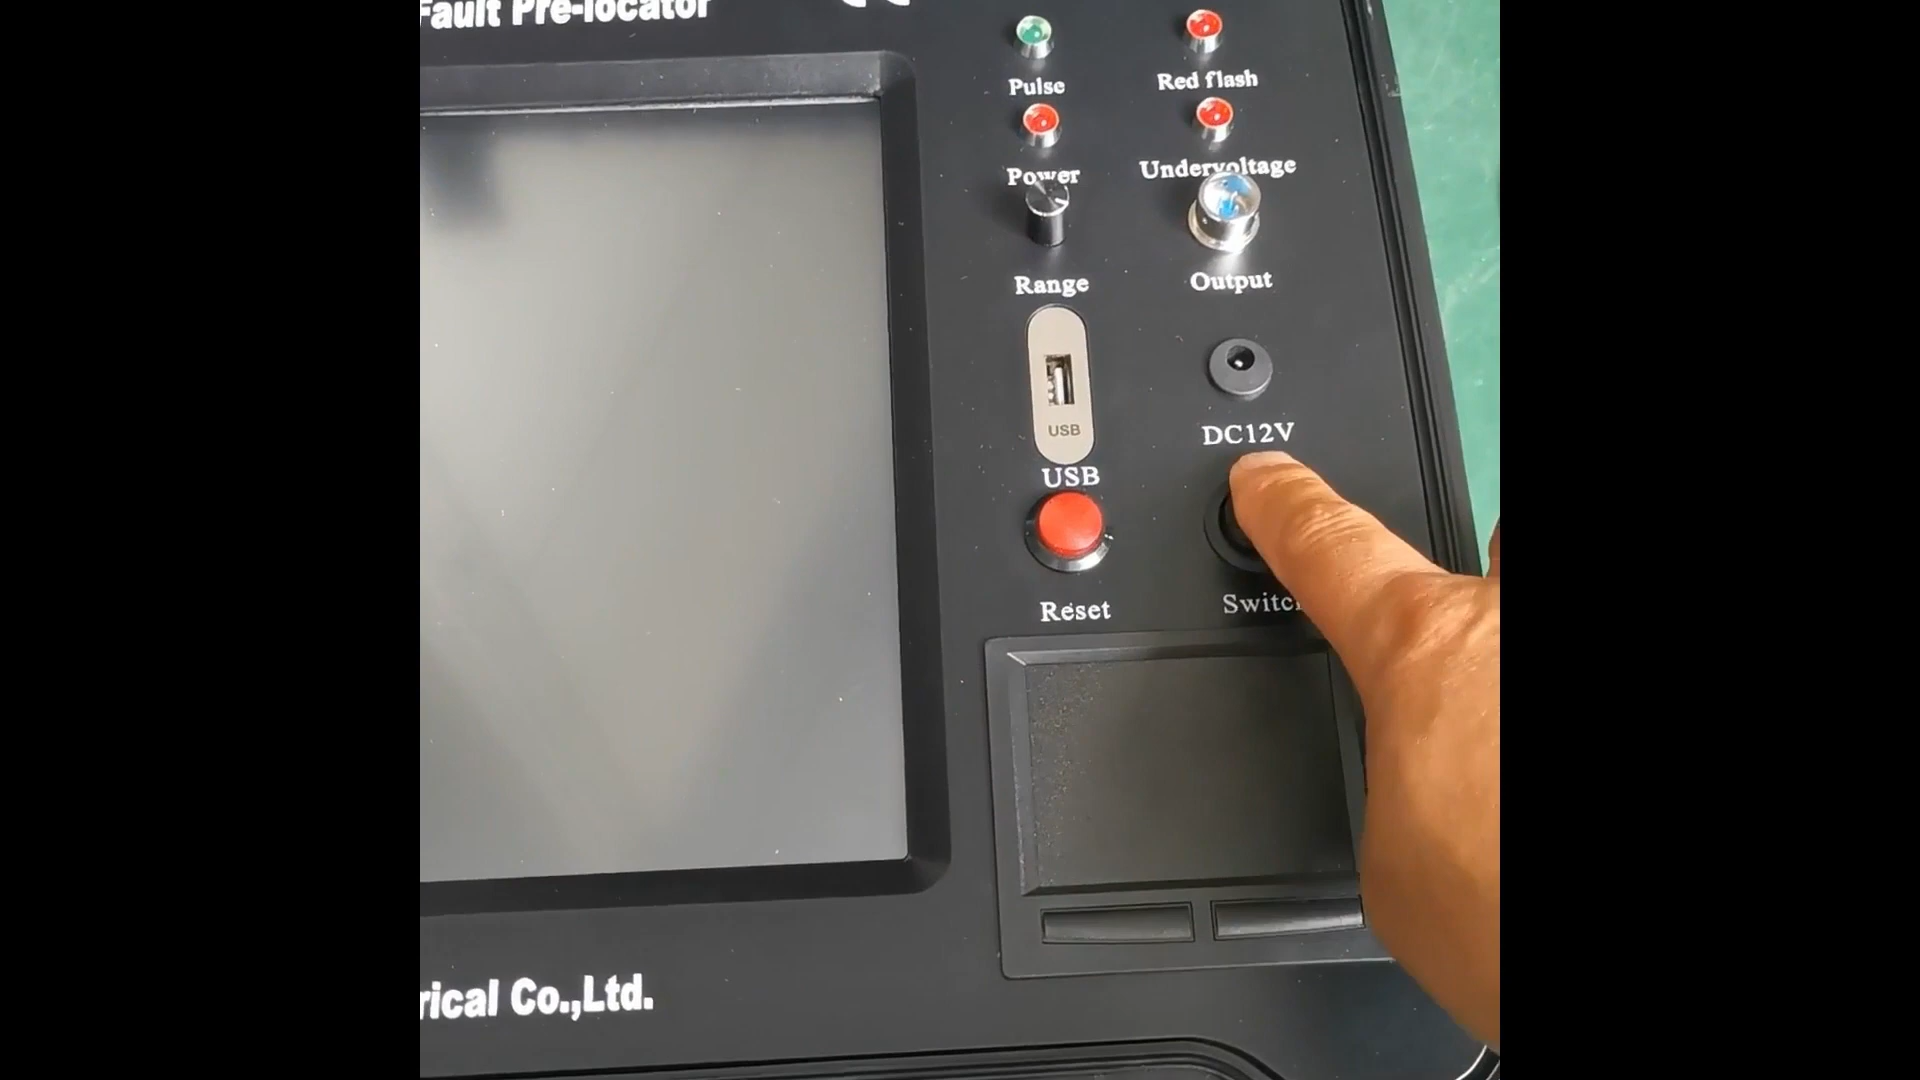 Fault Pre-locator
Pulse
Red flash
Power
Undervoltage
Range
Output
USB
DC12V
USB
Reset
Switch
rical Co.,Ltd.